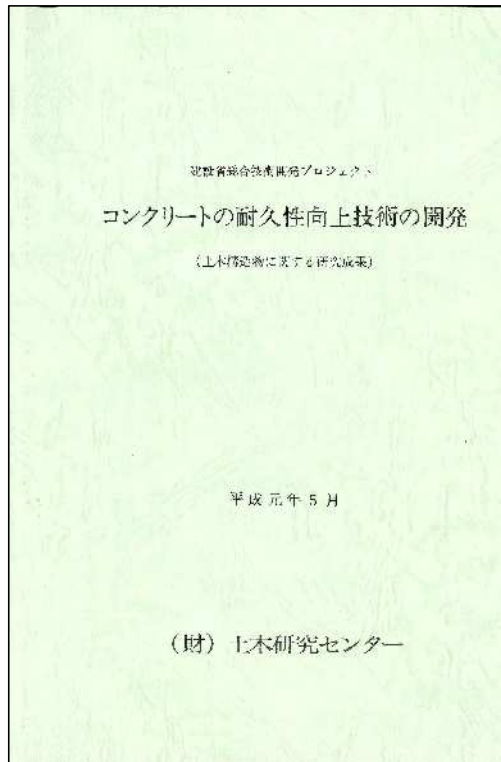 建設省総合技術開発プロジェクト
コンクリートの耐久性向上技術の開発
(土木構造物に関する研究成果)
平成元年5月
(財)土木研究センター